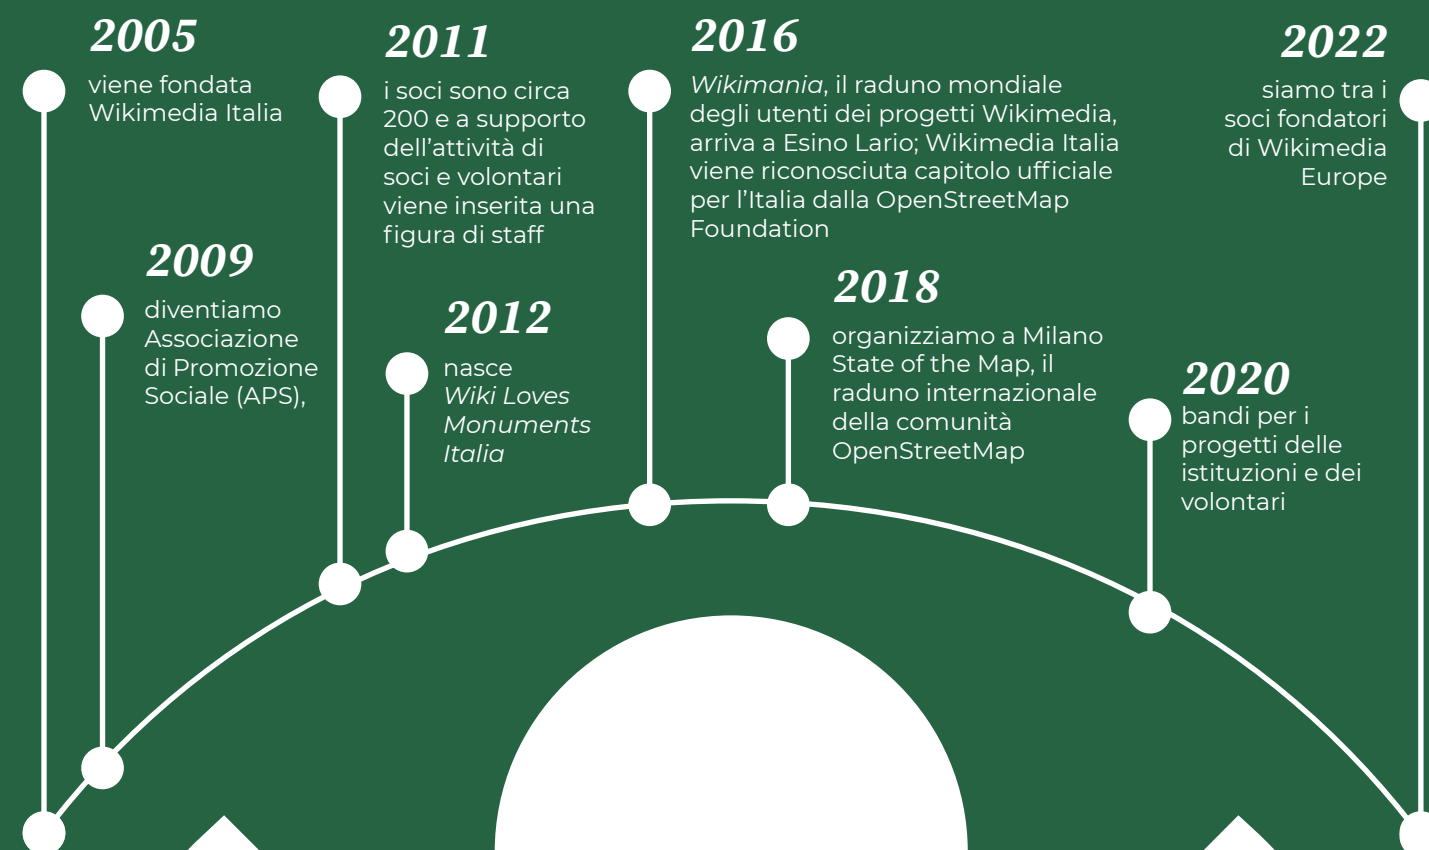 2005
viene fondata
Wikimedia Italia
2009
diventiamo
Associazione
di Promozione
Sociale (APS),
2011
i soci sono circa
200 e a supporto
dell’attività di
soci e volontari
viene inserita una
figura di staff
2012
nasce
Wiki Loves
Monuments
Italia
2016
Wikimania, il raduno mondiale
degli utenti dei progetti Wikimedia,
arriva a Esino Lario; Wikimedia Italia
viene riconosciuta capitolo ufficiale
per l’Italia dalla OpenStreetMap
Foundation
2018
organizziamo a Milano
State of the Map, il
raduno internazionale
della comunità
OpenStreetMap
2020
bandi per i
progetti delle
istituzioni e dei
volontari
2022
siamo tra i
soci fondatori
di Wikimedia
Europe